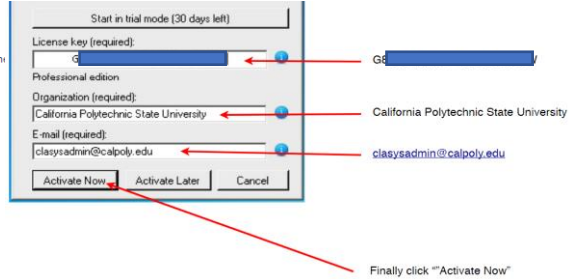 Start in trial mode (30 days left)
License key (required):
Professional edition
Organization (required):
California Polytechnic State University
California Polytechnic State University
E-mail (required):
clasysadmin@calpoly.edu
clasysadmin@calpoly.edu
Activate Now
Activate Later
Cancel
Finally click “”Activate Now”